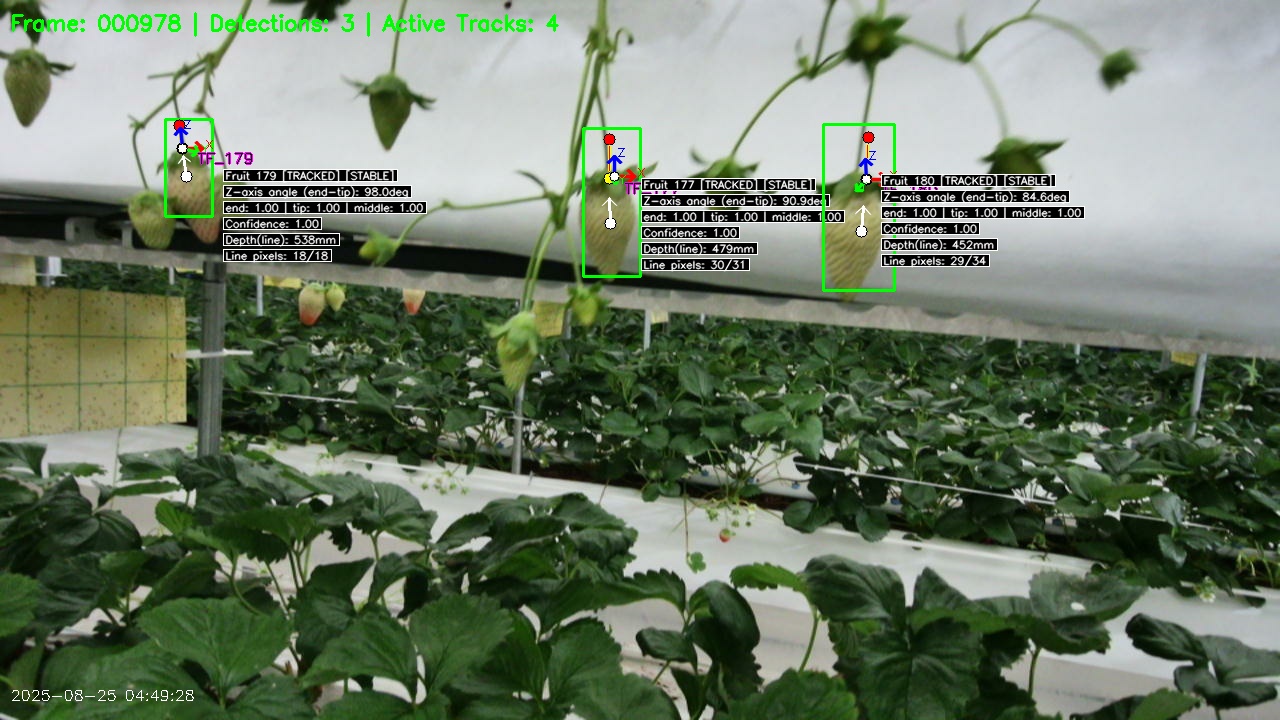 Frame: 000978 | Detections: 3 | Active Tracks: 4
Z
X
TF_179
Fruit 179 [TRACKED] [STABLE]
Z-axis angle (end-tip): 98.0deg
end: 1.00 | tip: 1.00 | middle: 1.00
Confidence: 1.00
Depth(line): 538mm
Line pixels: 18/18
Z
Fruit 177 [TRACKED] [STABLE]
Z-axis angle (end-tip): 90.9deg
end: 1.00 | tip: 1.00 | middle: 1.00
Confidence: 1.00
Depth(line): 479mm
Line pixels: 30/31
Z
Fruit 180 [TRACKED] [STABLE]
Z-axis angle (end-tip): 84.6deg
end: 1.00 | tip: 1.00 | middle: 1.00
Confidence: 1.00
Depth(line): 452mm
Line pixels: 29/34
2025-08-25 04:49:28